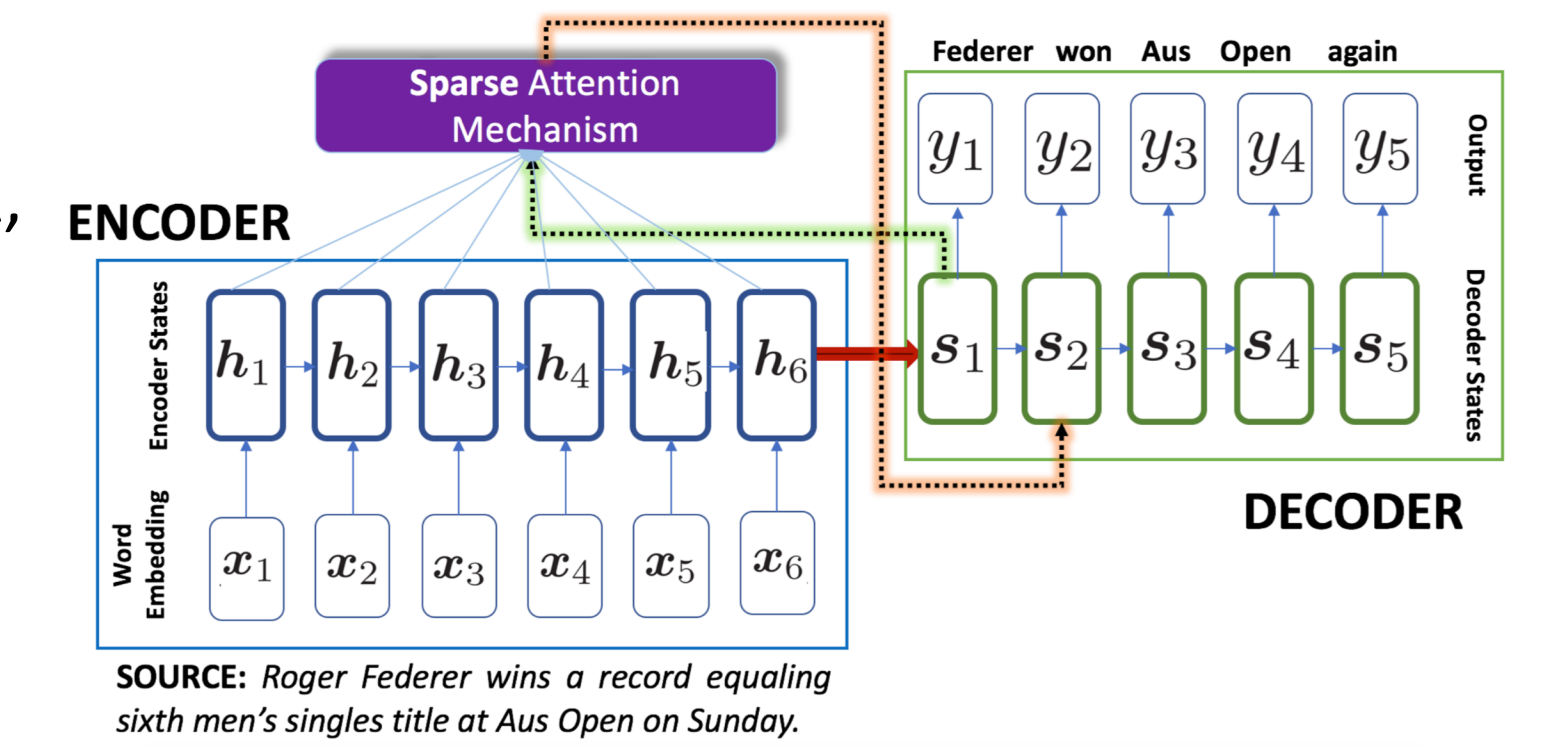 Sparse Attention
Mechanism
,
ENCODER
Encoder States
h1 h2 h3 h4 h5 h6
Word
Embedding
x1 x2 x3 x4 x5 x6
SOURCE: Roger Federer wins a record equaling
sixth men’s singles title at Aus Open on Sunday.
Federer won Aus Open again
y1 y2 y3 y4 y5
Output
s1 s2 s3 s4 s5
Decoder States
DECODER